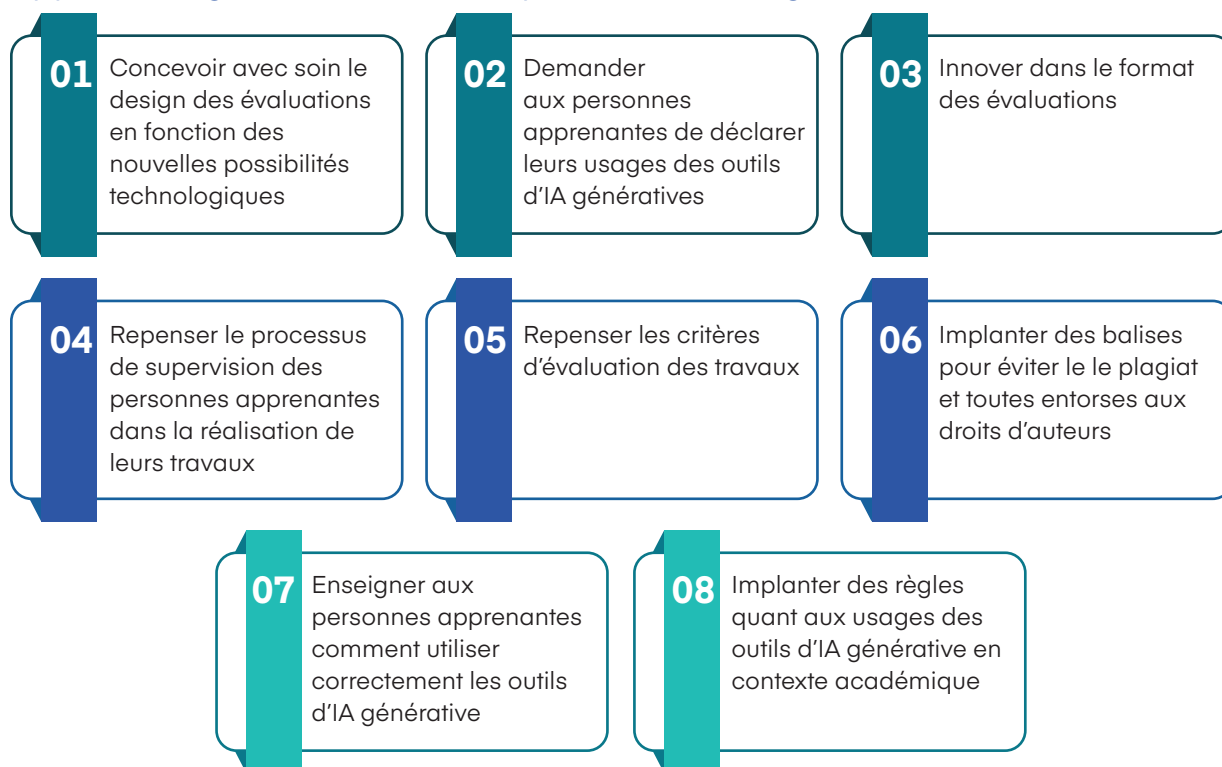 01
Concevoir avec soin le
design des évaluations
en fonction des
nouvelles possibilités
technologiques
02
Demander
aux personnes
apprenantes de déclarer
leurs usages des outils
d'IA génératives
03
Innover dans le format
des évaluations
04
Repenser le processus
de supervision des
personnes apprenantes
dans la réalisation de
leurs travaux
05
Repenser les critères
d'évaluation des travaux
06
Implanter des balises
pour éviter le le plagiat
et toutes entorses aux
droits d'auteurs
07
Enseigner aux
personnes apprenantes
comment utiliser
correctement les outils
d'IA générative
08
Implanter des règles
quant aux usages des
outils d'IA générative en
contexte académique